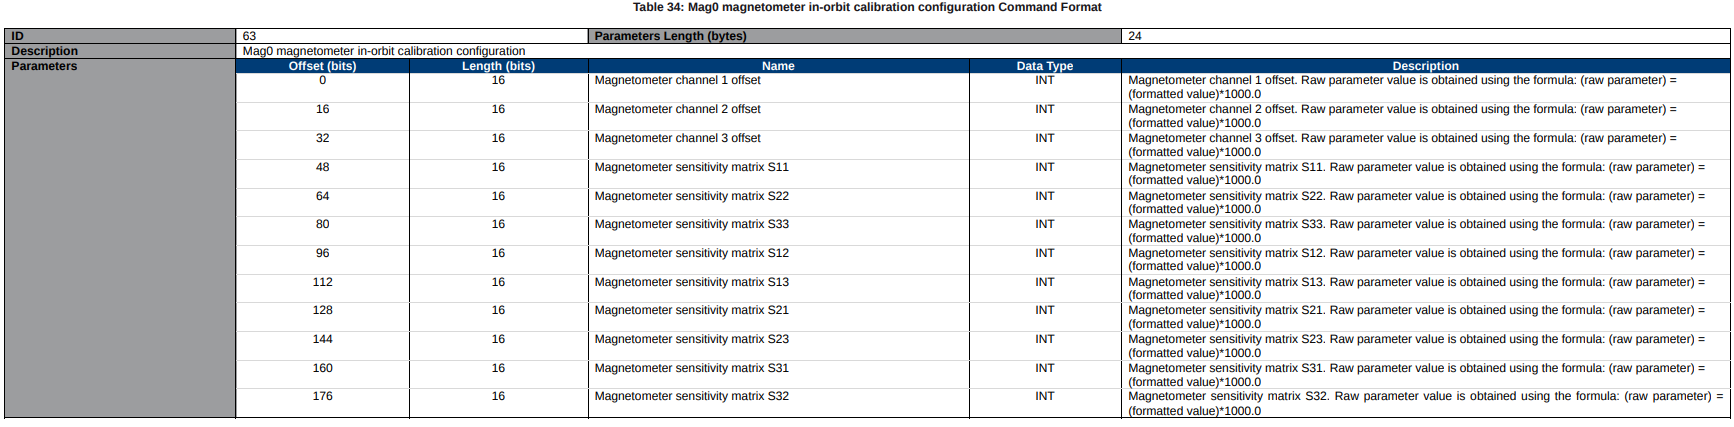 Table 34: Mag0 magnetometer in-orbit calibration configuration Command Format
ID 63 Parameters Length (bytes) 24
Description Mag0 magnetometer in-orbit calibration configuration
Parameters Offset (bits) Length (bits) Name Data Type Description
0 16 Magnetometer channel 1 offset INT Magnetometer channel 1 offset. Raw parameter value is obtained using the formula: (raw parameter) =
(formatted value)*1000.0
16 16 Magnetometer channel 2 offset INT Magnetometer channel 2 offset. Raw parameter value is obtained using the formula: (raw parameter) =
(formatted value)*1000.0
32 16 Magnetometer channel 3 offset INT Magnetometer channel 3 offset. Raw parameter value is obtained using the formula: (raw parameter) =
(formatted value)*1000.0
48 16 Magnetometer sensitivity matrix S11 INT Magnetometer sensitivity matrix S11. Raw parameter value is obtained using the formula: (raw parameter) =
(formatted value)*1000.0
64 16 Magnetometer sensitivity matrix S22 INT Magnetometer sensitivity matrix S22. Raw parameter value is obtained using the formula: (raw parameter) =
(formatted value)*1000.0
80 16 Magnetometer sensitivity matrix S33 INT Magnetometer sensitivity matrix S33. Raw parameter value is obtained using the formula: (raw parameter) =
(formatted value)*1000.0
96 16 Magnetometer sensitivity matrix S12 INT Magnetometer sensitivity matrix S12. Raw parameter value is obtained using the formula: (raw parameter) =
(formatted value)*1000.0
112 16 Magnetometer sensitivity matrix S13 INT Magnetometer sensitivity matrix S13. Raw parameter value is obtained using the formula: (raw parameter) =
(formatted value)*1000.0
128 16 Magnetometer sensitivity matrix S21 INT Magnetometer sensitivity matrix S21. Raw parameter value is obtained using the formula: (raw parameter) =
(formatted value)*1000.0
144 16 Magnetometer sensitivity matrix S23 INT Magnetometer sensitivity matrix S23. Raw parameter value is obtained using the formula: (raw parameter) =
(formatted value)*1000.0
160 16 Magnetometer sensitivity matrix S31 INT Magnetometer sensitivity matrix S31. Raw parameter value is obtained using the formula: (raw parameter) =
(formatted value)*1000.0
176 16 Magnetometer sensitivity matrix S32 INT Magnetometer sensitivity matrix S32. Raw parameter value is obtained using the formula: (raw parameter) =
(formatted value)*1000.0